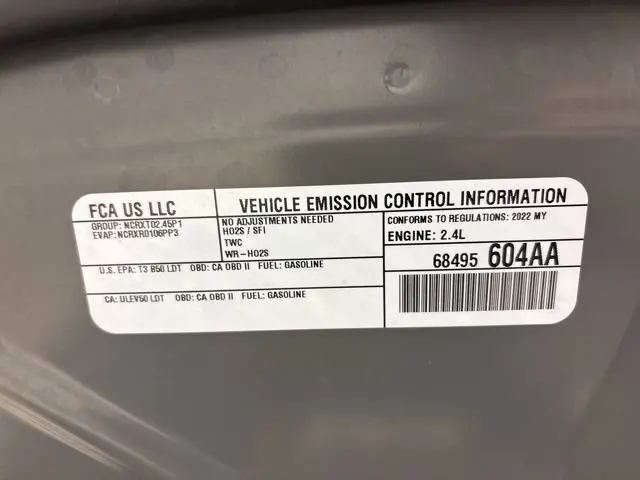 FCA US LLC
VEHICLE EMISSION CONTROL INFORMATION
GROUP: NCRXT02.45P1
EVAP: NCRXR0106PP3
NO ADJUSTMENTS NEEDED
HO2S / SFI
TWC
WR-HO2S
CONFORMS TO REGULATIONS: 2022 MY
ENGINE: 2.4L
U.S. EPA: T3 B50 LDT OBD: CA OBD II FUEL: GASOLINE
CA: ULEV50 LDT OBD: CA OBD II FUEL: GASOLINE
68495 604AA